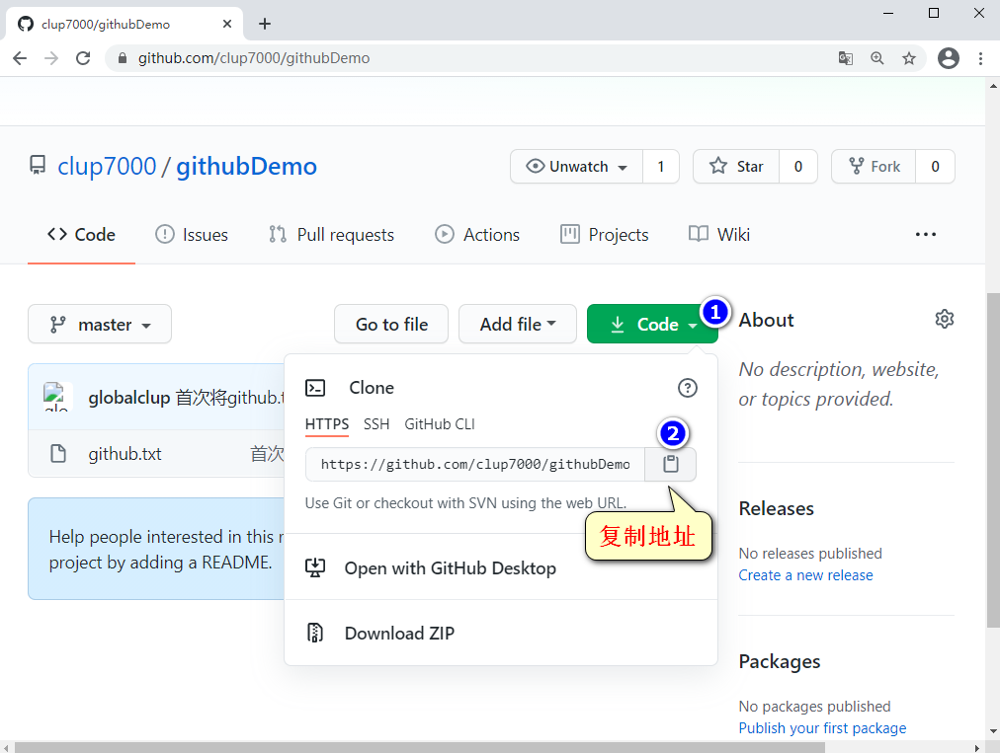 clup7000/githubDemo
github.com/clup7000/githubDemo
clup7000 / githubDemo
Unwatch 1
Star 0
Fork 0
Code
Issues
Pull requests
Actions
Projects
Wiki
master
Go to file
Add file
Code
1
About
No description, website,
or topics provided.
globalclup 首次将github.t
github.txt 首次
Help people interested in this r
project by adding a README.
Clone
HTTPS SSH GitHub CLI
2
https://github.com/clup7000/githubDemo
Use Git or checkout with SVN using the web URL.
复制地址
Open with GitHub Desktop
Download ZIP
Releases
No releases published
Create a new release
Packages
No packages published
Publish your first package